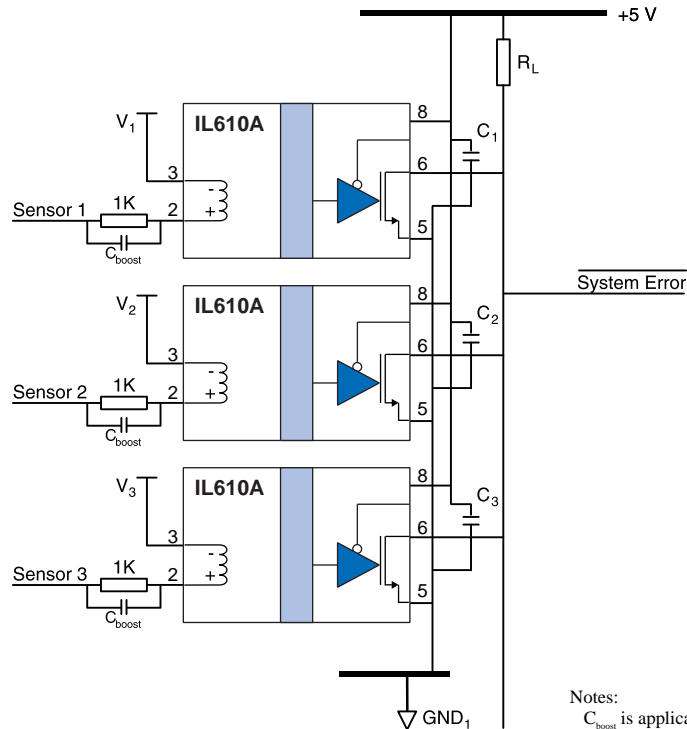 +5 V
R_L
IL610A
V_1
8
C_1
3
6
-
Sensor 1
1K
2
+
5
C_boost
System Error
IL610A
V_2
8
C_2
3
6
-
Sensor 2
1K
2
+
5
C_boost
IL610A
V_3
8
C_3
3
6
-
Sensor 3
1K
2
+
5
C_boost
GND_1
Notes:
C_boost is applica